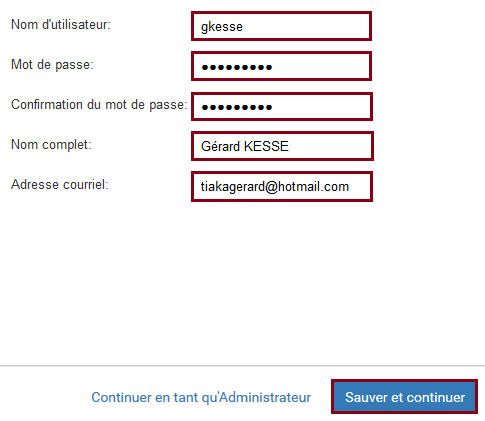 Nom d'utilisateur: gkesse
Mot de passe: ●●●●●●●●●
Confirmation du mot de passe: ●●●●●●●●●
Nom complet: Gérard KESSE
Adresse courriel: tiakagerard@hotmail.com
Continuer en tant qu'Administrateur Sauver et continuer